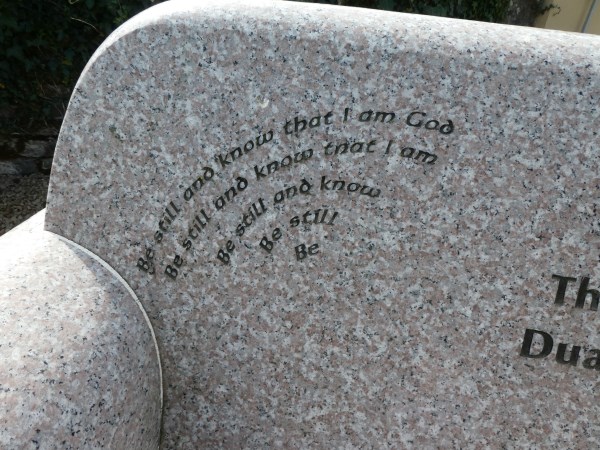 Be still and know that I am God
Be still and know that I am
Be still and know
Be still
Be
Th
Dua